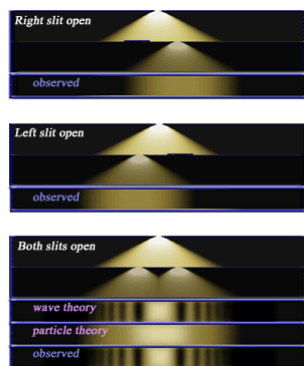 Right slit open
observed
Left slit open
observed
Both slits open
wave theory
particle theory
observed